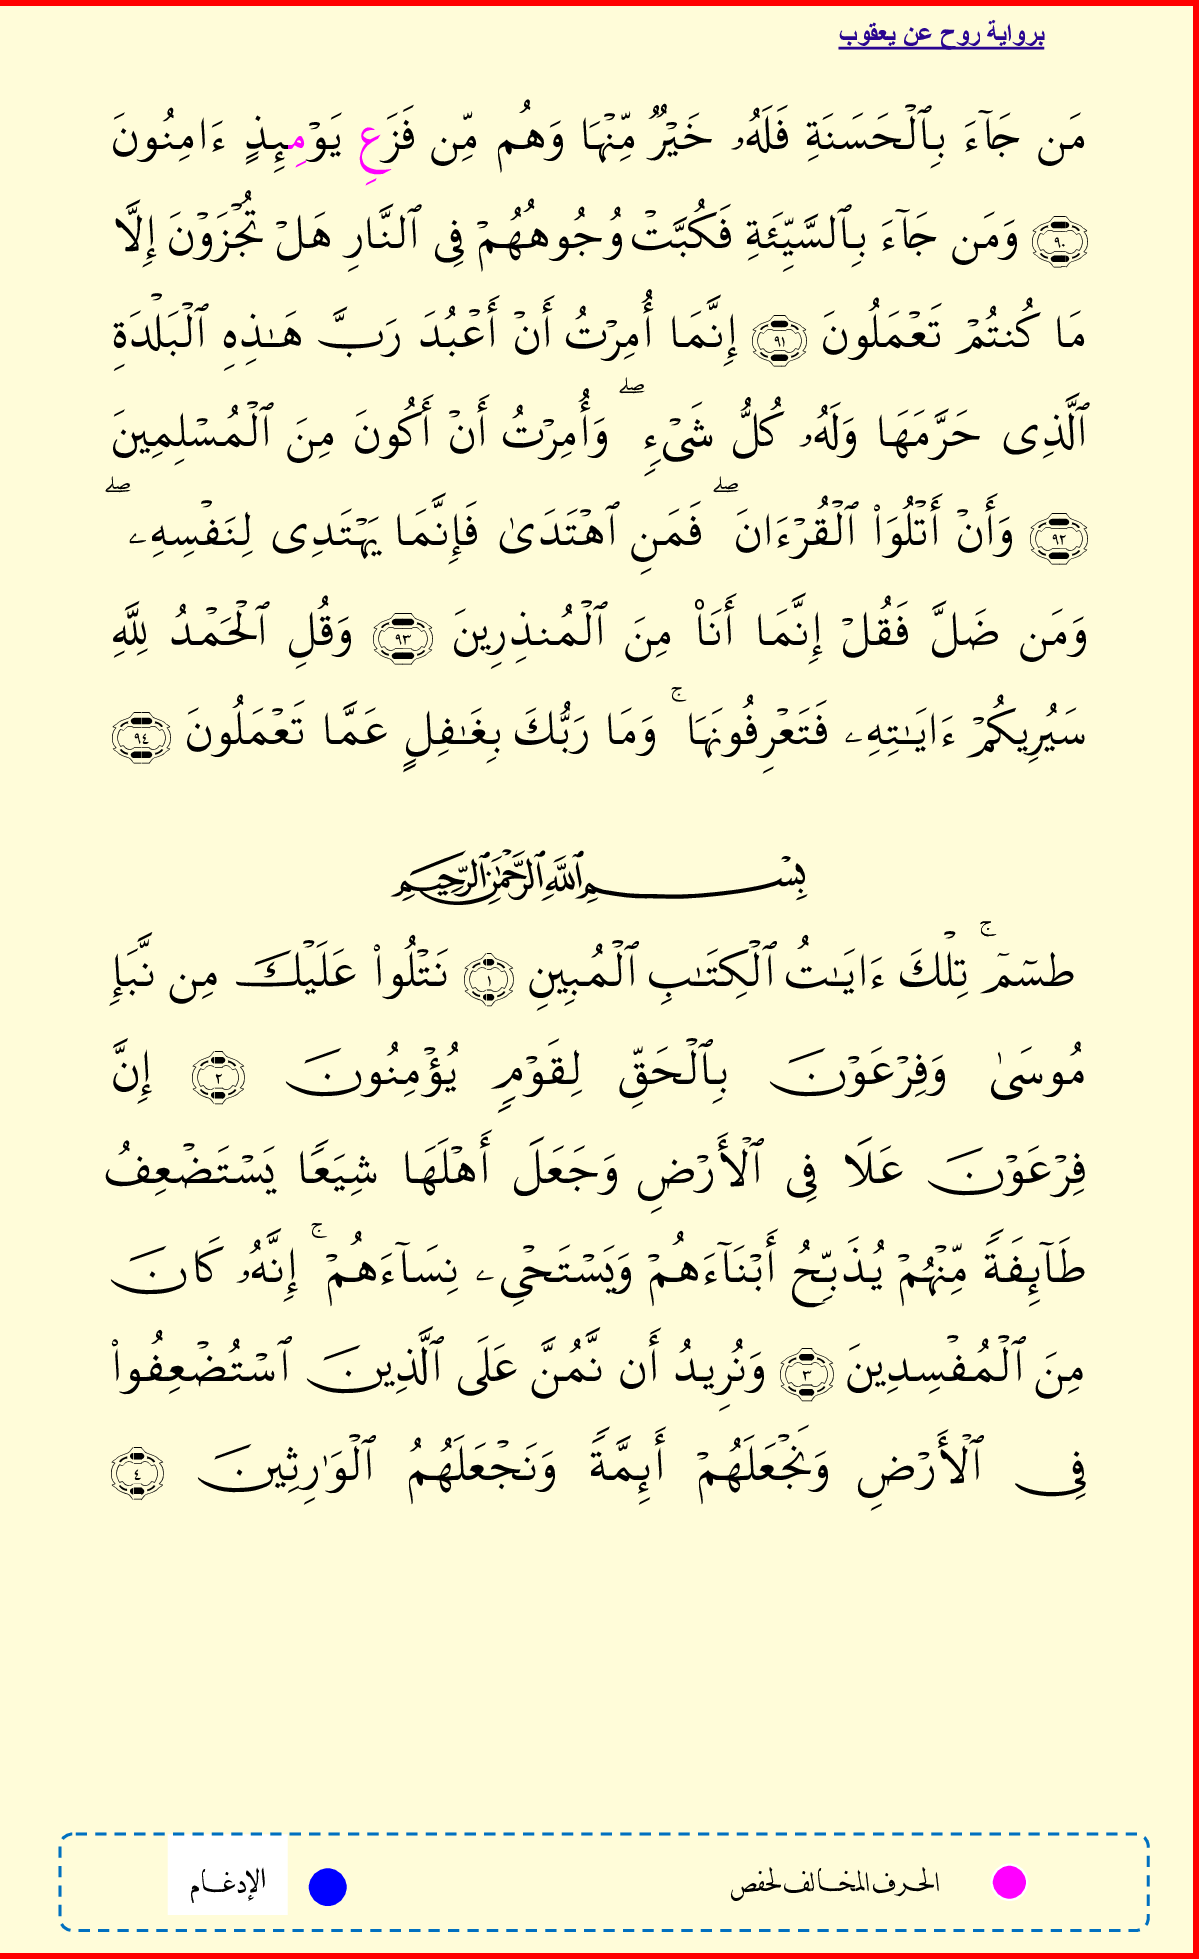 برواية روح عن يعقوب
مَن جَآءَ بِٱلْحَسَنَةِ فَلَهُۥ خَيْرٌ مِّنْهَا وَهُم مِّن فَزَعِ يَوْمِئِذٍ ءَامِنُونَ
٩٠ وَمَن جَآءَ بِٱلسَّيِّئَةِ فَكُبَّتْ وُجُوهُهُمْ فِى ٱلنَّارِ هَلْ تُجْزَوْنَ إِلَّا
مَا كُنتُمْ تَعْمَلُونَ ٩١ إِنَّمَا أُمِرْتُ أَنْ أَعْبُدَ رَبَّ هَٰذِهِ ٱلْبَلْدَةِ
ٱلَّذِى حَرَّمَهَا وَلَهُۥ كُلُّ شَىْءٍۖ وَأُمِرْتُ أَنْ أَكُونَ مِنَ ٱلْمُسْلِمِينَ
٩٢ وَأَنْ أَتْلُوَا۟ ٱلْقُرْءَانَۖ فَمَنِ ٱهْتَدَىٰ فَإِنَّمَا يَهْتَدِى لِنَفْسِهِۦۖ
وَمَن ضَلَّ فَقُلْ إِنَّمَا أَنَا۠ مِنَ ٱلْمُنذِرِينَ ٩٣ وَقُلِ ٱلْحَمْدُ لِلَّهِ
سَيُرِيكُمْ ءَايَٰتِهِۦ فَتَعْرِفُونَهَاۚ وَمَا رَبُّكَ بِغَٰفِلٍ عَمَّا تَعْمَلُونَ ٩٤
بِسْمِ ٱللَّهِ ٱلرَّحْمَٰنِ ٱلرَّحِيمِ
طسٓمٓۚ تِلْكَ ءَايَٰتُ ٱلْكِتَٰبِ ٱلْمُبِينِ ١ نَتْلُوا۟ عَلَيْكَ مِن نَّبَإِ
مُوسَىٰ وَفِرْعَوْنَ بِٱلْحَقِّ لِقَوْمٍ يُؤْمِنُونَ ٢ إِنَّ
فِرْعَوْنَ عَلَا فِى ٱلْأَرْضِ وَجَعَلَ أَهْلَهَا شِيَعًا يَسْتَضْعِفُ
طَآئِفَةً مِّنْهُمْ يُذَبِّحُ أَبْنَآءَهُمْ وَيَسْتَحْىِۦ نِسَآءَهُمْۚ إِنَّهُۥ كَانَ
مِنَ ٱلْمُفْسِدِينَ ٣ وَنُرِيدُ أَن نَّمُنَّ عَلَى ٱلَّذِينَ ٱسْتُضْعِفُوا۟
فِى ٱلْأَرْضِ وَنَجْعَلَهُمْ أَئِمَّةً وَنَجْعَلَهُمُ ٱلْوَٰرِثِينَ ٤
الحرف المخالف لحفص
الإدغام